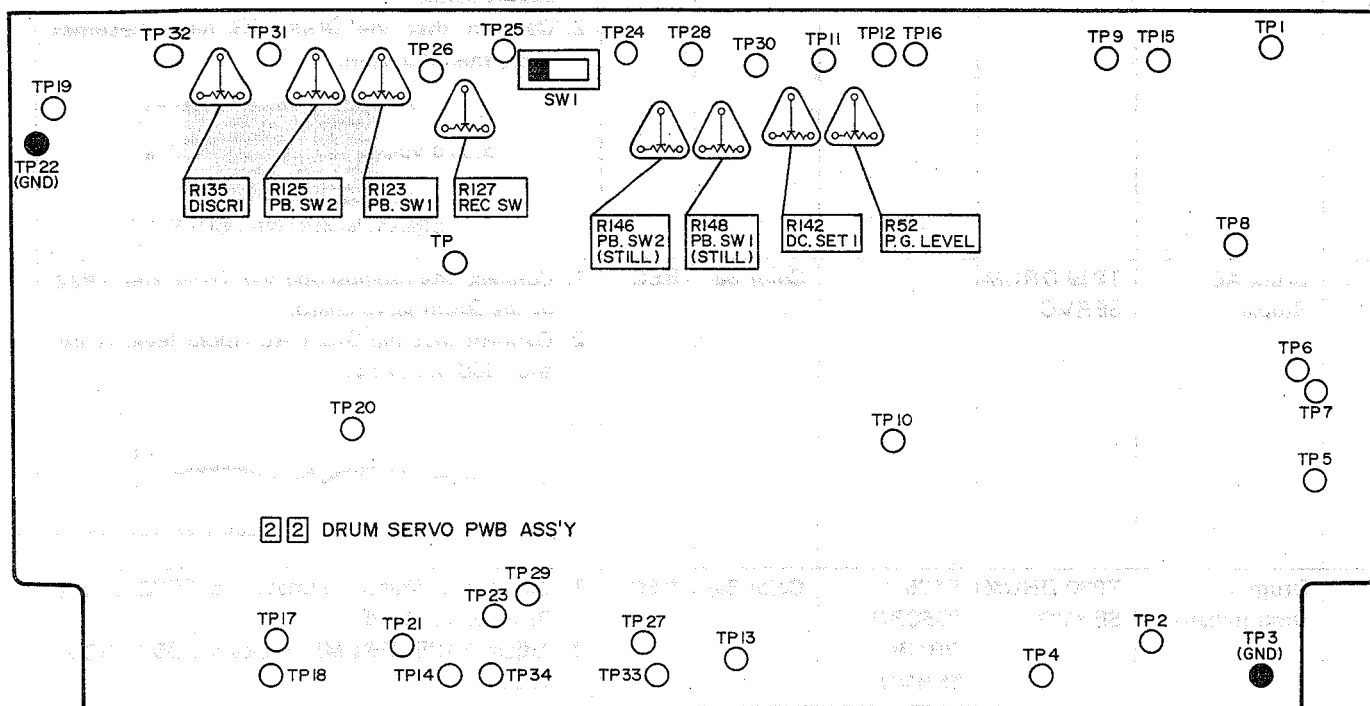 TP32
TP31
TP25
TP26
TP24
TP28
TP30
TP11
TP12
TP16
TP9
TP15
TP1
TP19
SW1
TP22
(GND)
R135
DISCRI
R125
PB. SW2
R123
PB. SW1
R127
REC SW
R146
PB. SW2
(STILL)
R148
PB. SW1
(STILL)
R142
DC. SET 1
R52
P.G. LEVEL
TP8
TP
TP6
TP7
TP20
TP10
TP5
22 DRUM SERVO PWB ASS'Y
TP29
TP23
TP17
TP21
TP27
TP13
TP2
TP3
(GND)
TP18
TP14
TP34
TP33
TP4